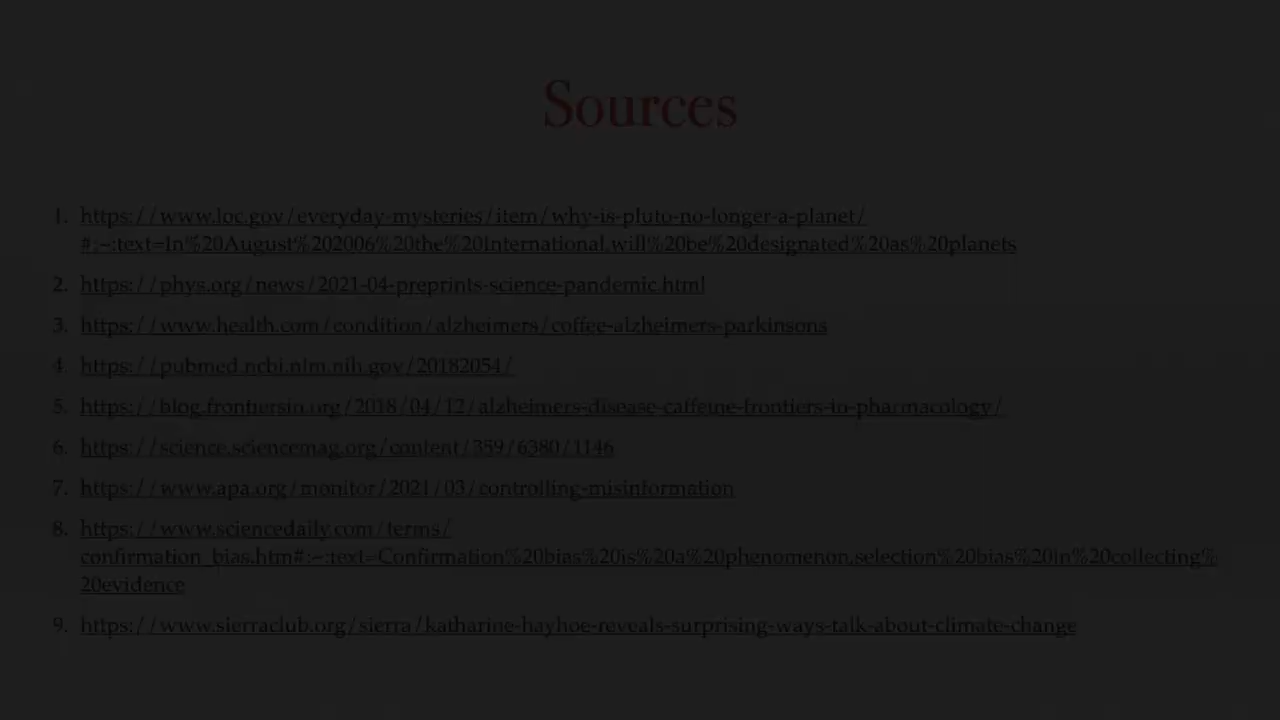 Sources
1. https://www.loc.gov/everyday-mysteries/item/why-is-pluto-no-longer-a-planet/
#:~:text=In%20August%202006%20the%20International,will%20be%20designated%20as%20planets
2. https://phys.org/news/2021-04-preprints-science-pandemic.html
3. https://www.health.com/condition/alzheimers/coffee-alzheimers-parkinsons
4. https://pubmed.ncbi.nlm.nih.gov/20182054/
5. https://blog.frontiersin.org/2018/04/12/alzheimers-disease-caffeine-frontiers-in-pharmacology/
6. https://science.sciencemag.org/content/359/6380/1146
7. https://www.apa.org/monitor/2021/03/controlling-misinformation
8. https://www.sciencedaily.com/terms/
confirmation_bias.htm#:~:text=Confirmation%20bias%20is%20a%20phenomenon,selection%20bias%20in%20collecting%
20evidence
9. https://www.sierraclub.org/sierra/katharine-hayhoe-reveals-surprising-ways-talk-about-climate-change